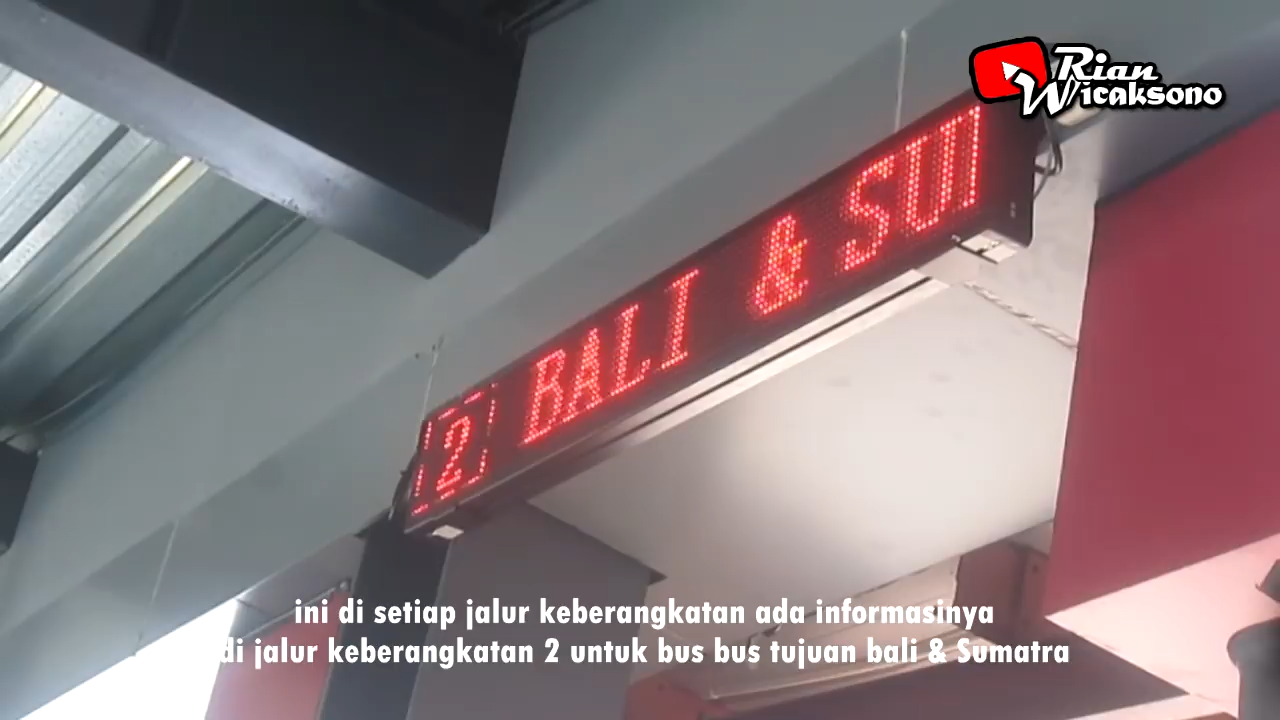 Rian
Wicaksono
2 BALI & SU
ini di setiap jalur keberangkatan ada informasinya
di jalur keberangkatan 2 untuk bus bus tujuan bali & Sumatra